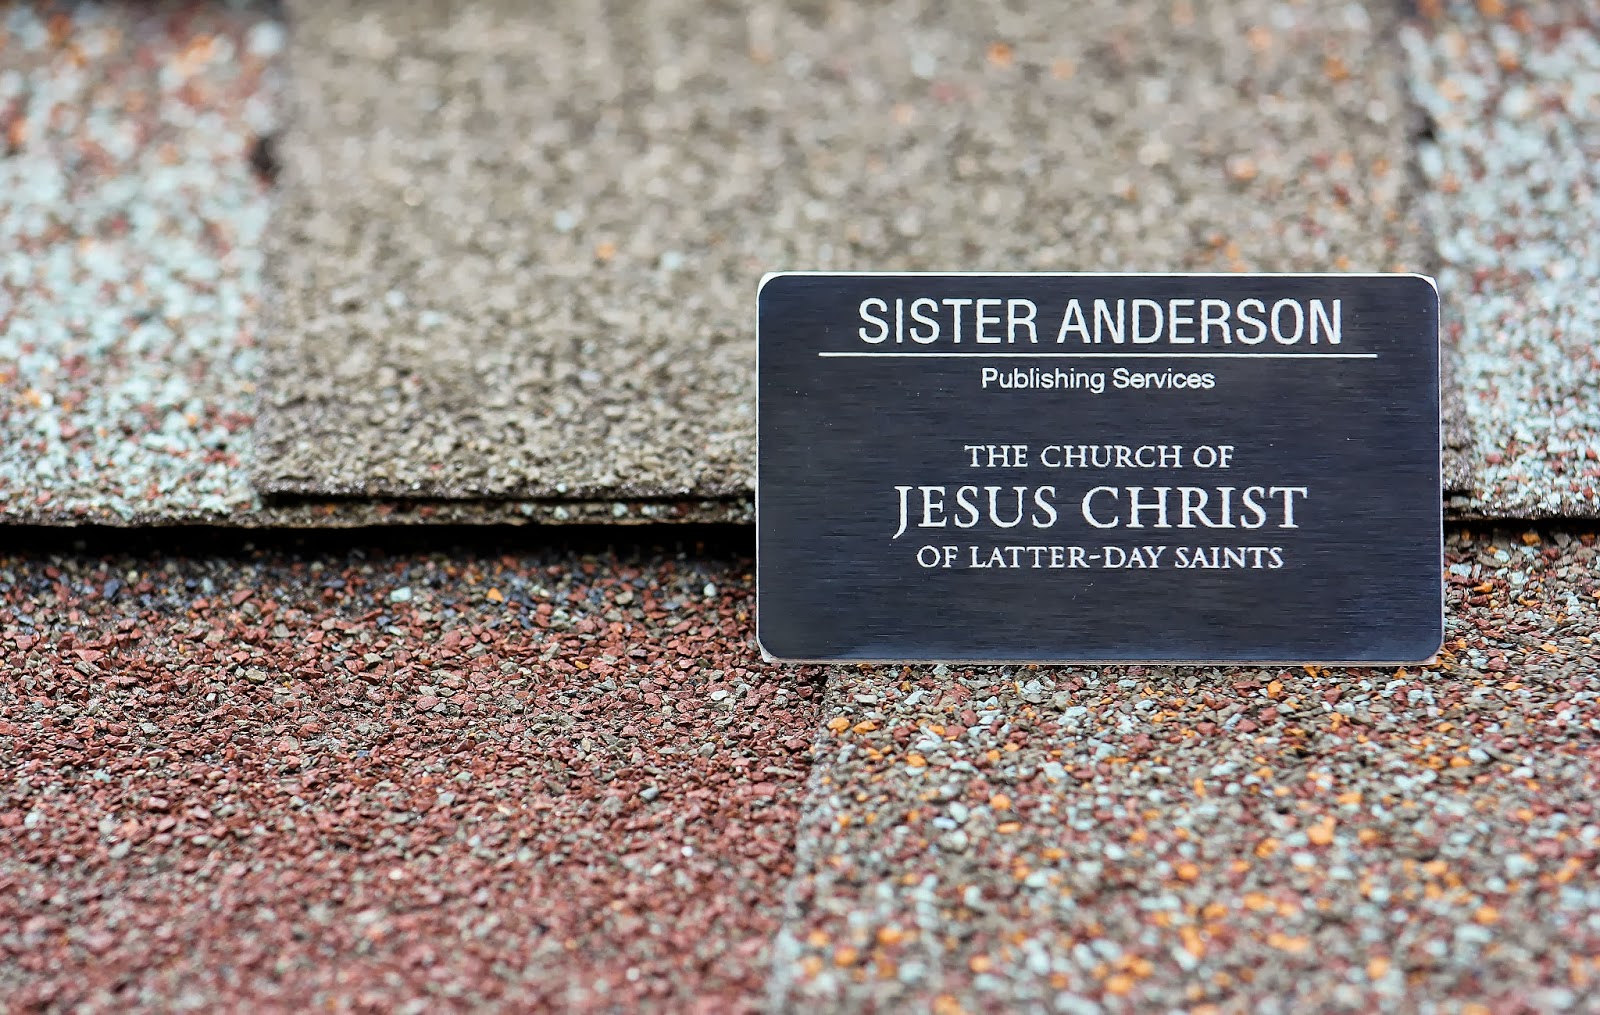 SISTER ANDERSON
Publishing Services
THE CHURCH OF
JESUS CHRIST
OF LATTER-DAY SAINTS